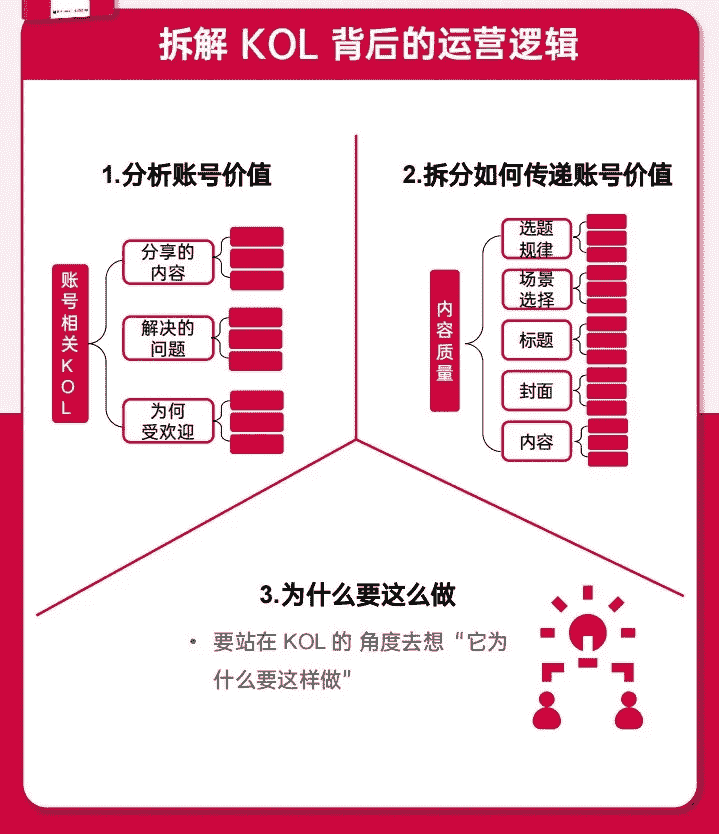 拆解 KOL 背后的运营逻辑
1.分析账号价值
账号相关KOL
分享的
内容
解决的
问题
为何
受欢迎
2.拆分如何传递账号价值
内容质量
选题
规律
场景
选择
标题
封面
内容
3.为什么要这么做
• 要站在 KOL 的 角度去想“它为
什么要这样做”